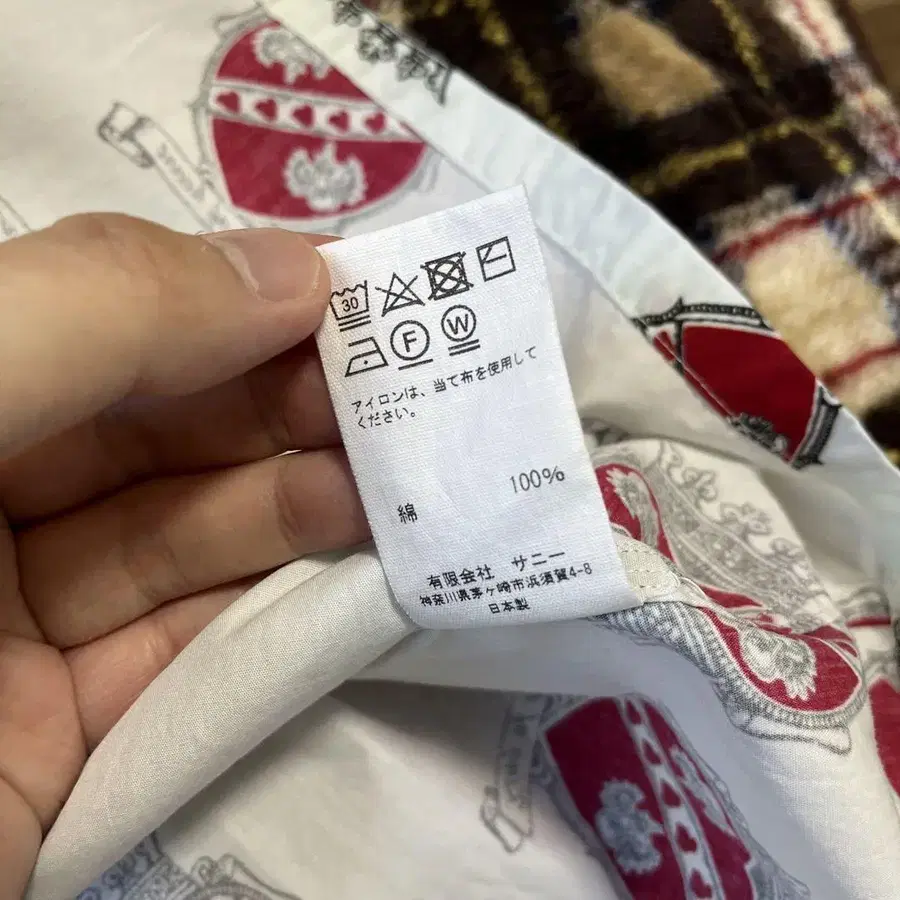 30
F W
アイロンは、当て布を使用して
ください。
綿 100%
有限会社 サニー
神奈川県茅ヶ崎市浜須賀4-8
日本製